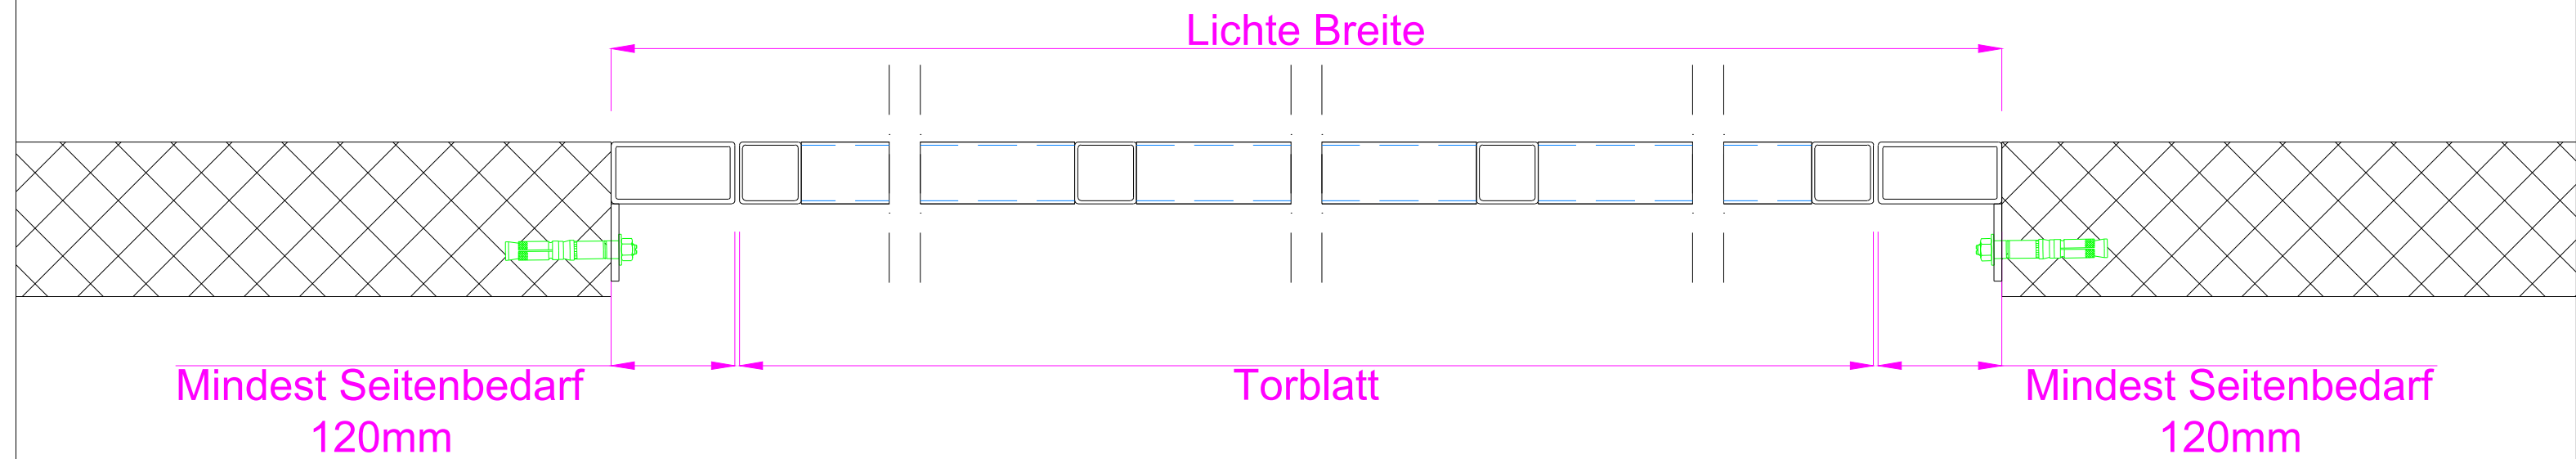 Lichte Breite
Mindest Seitenbedarf
120mm
Torblatt
Mindest Seitenbedarf
120mm